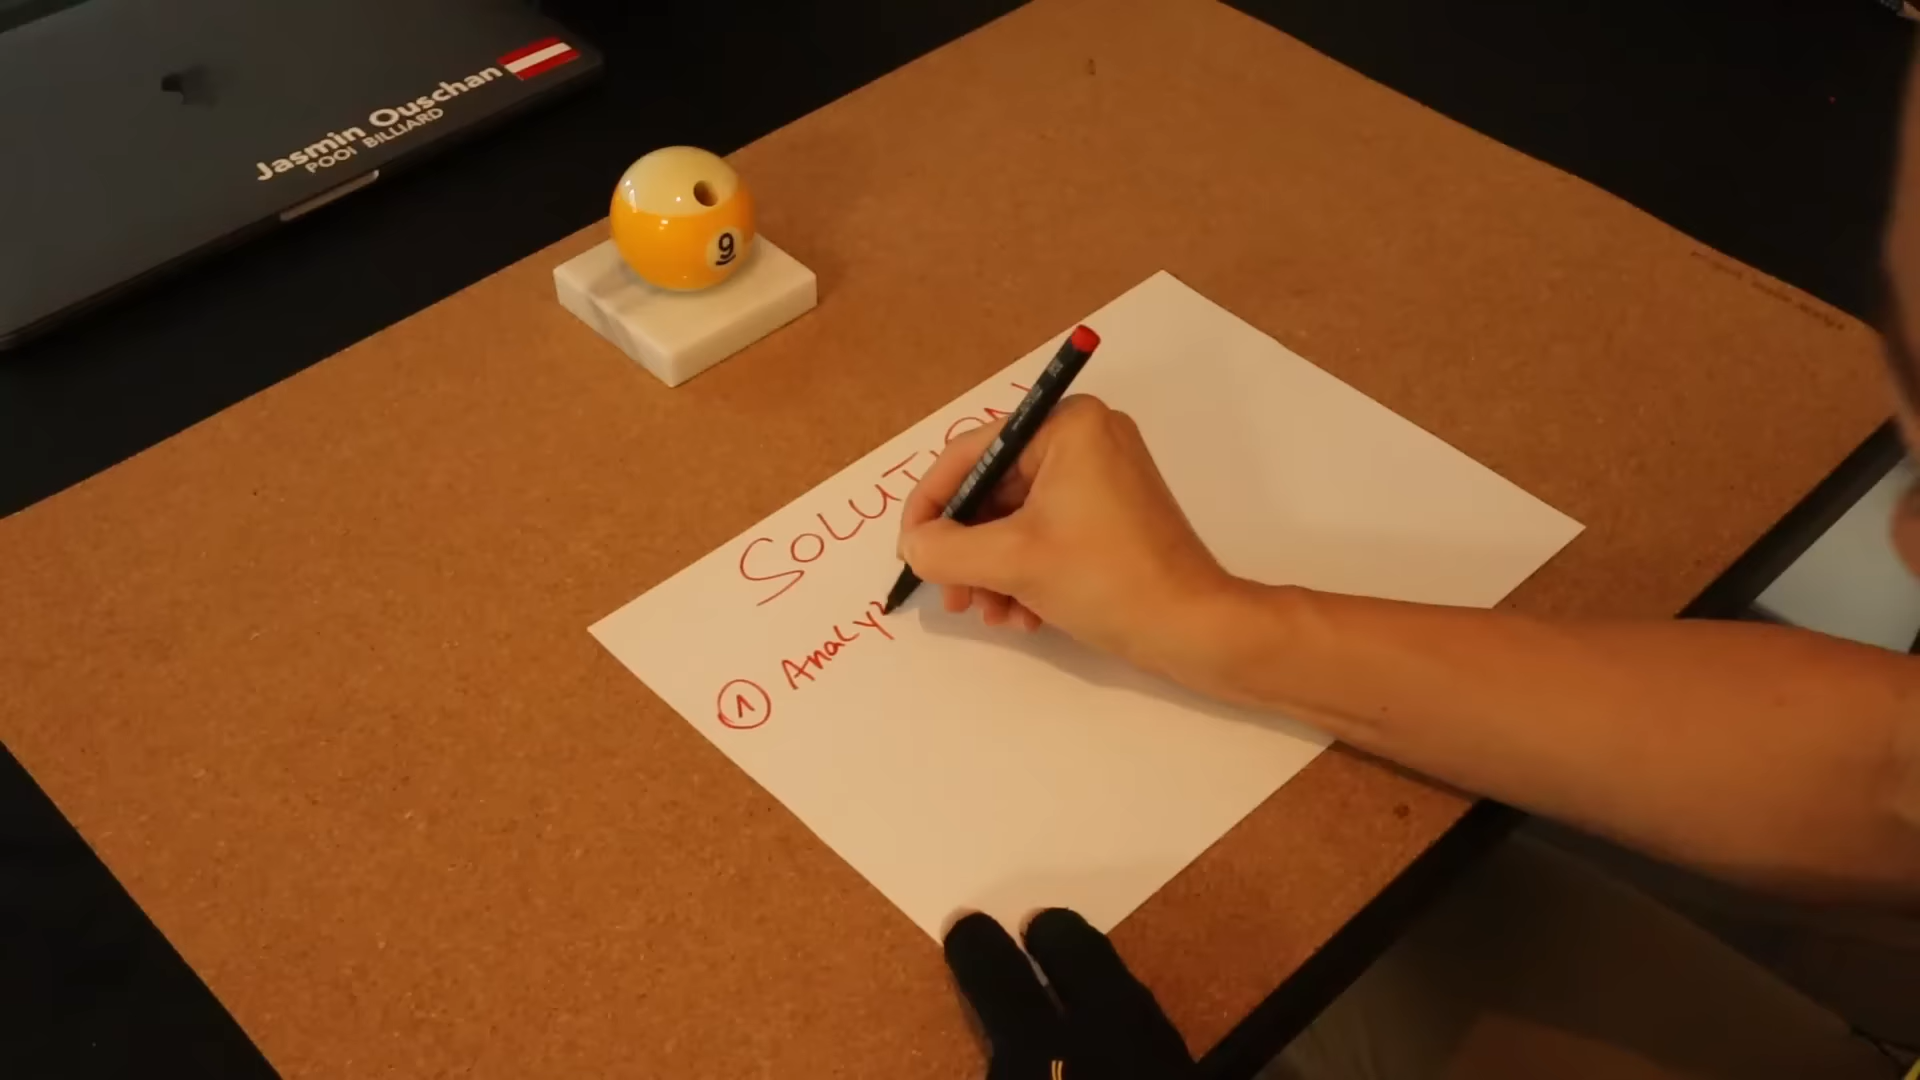 Jasmin Ouschan
POOL BILLIARD
9
SOLUTION
① Analy